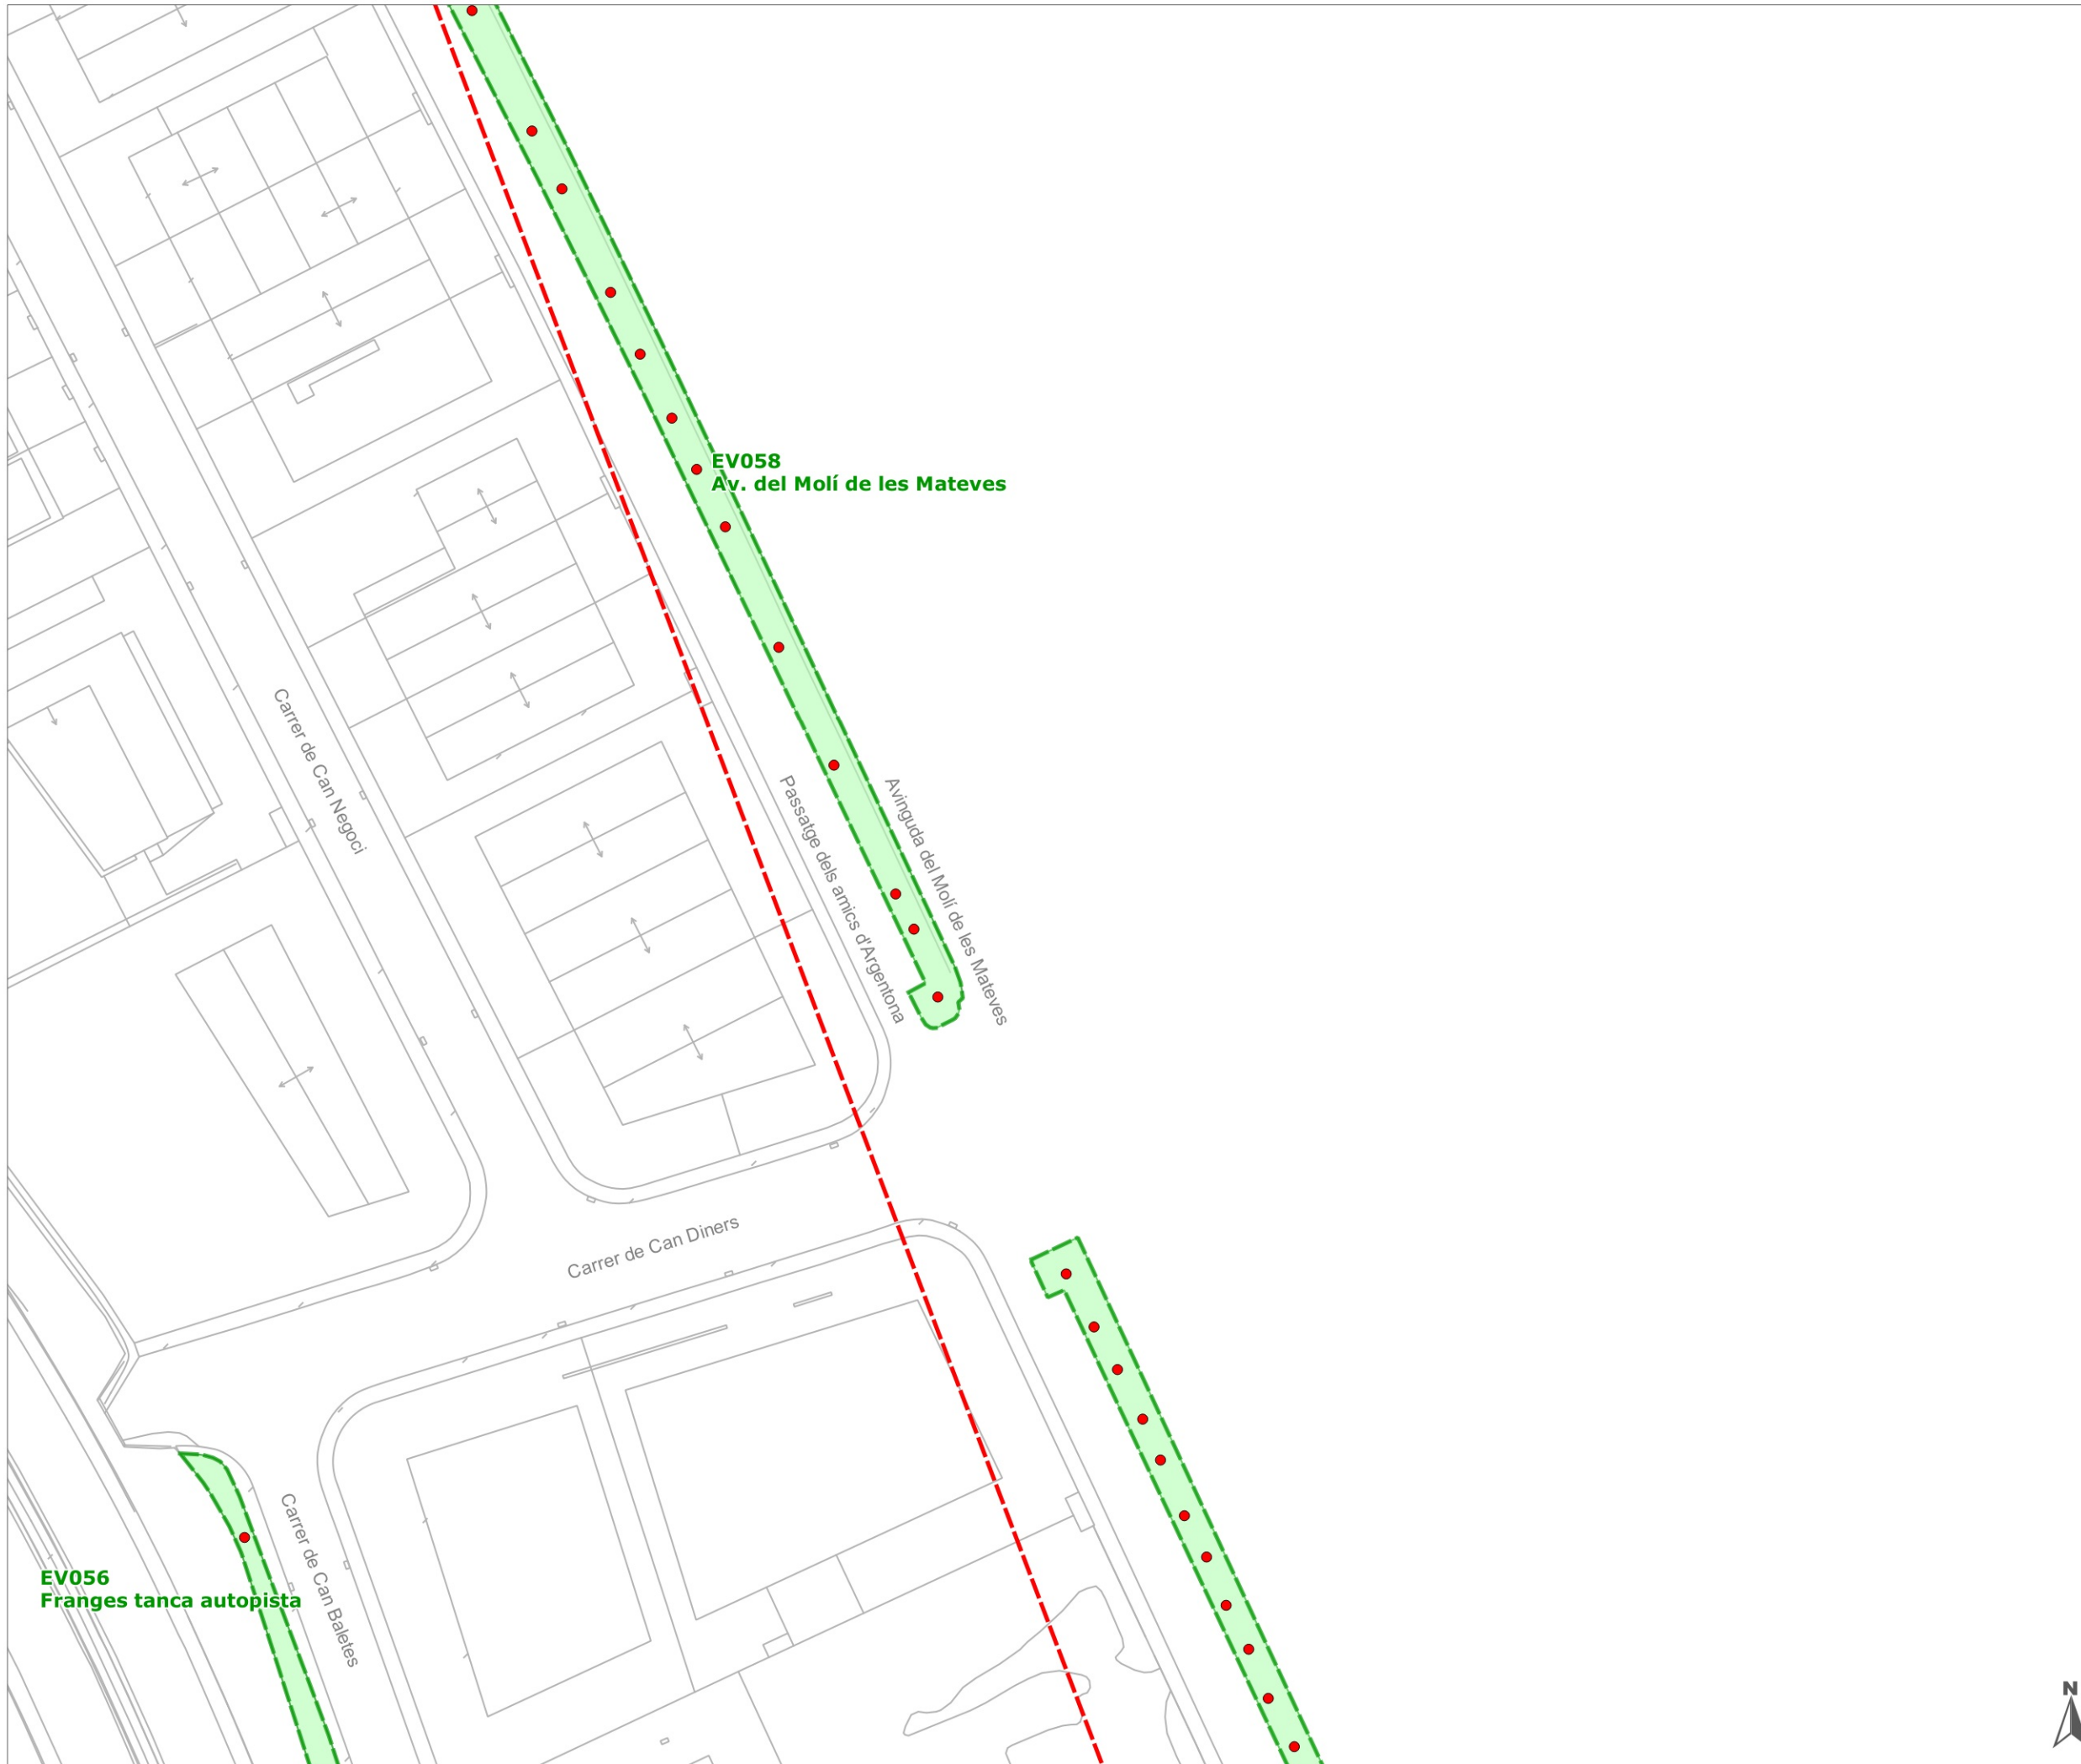 EV058
Av. del Molí de les Mateves
Carrer de Can Negoci
Passatge dels amics d'Argentona
Avinguda del Molí de les Mateves
Carrer de Can Diners
Carrer de Can Baletes
EV056
Franges tanca autopista
N